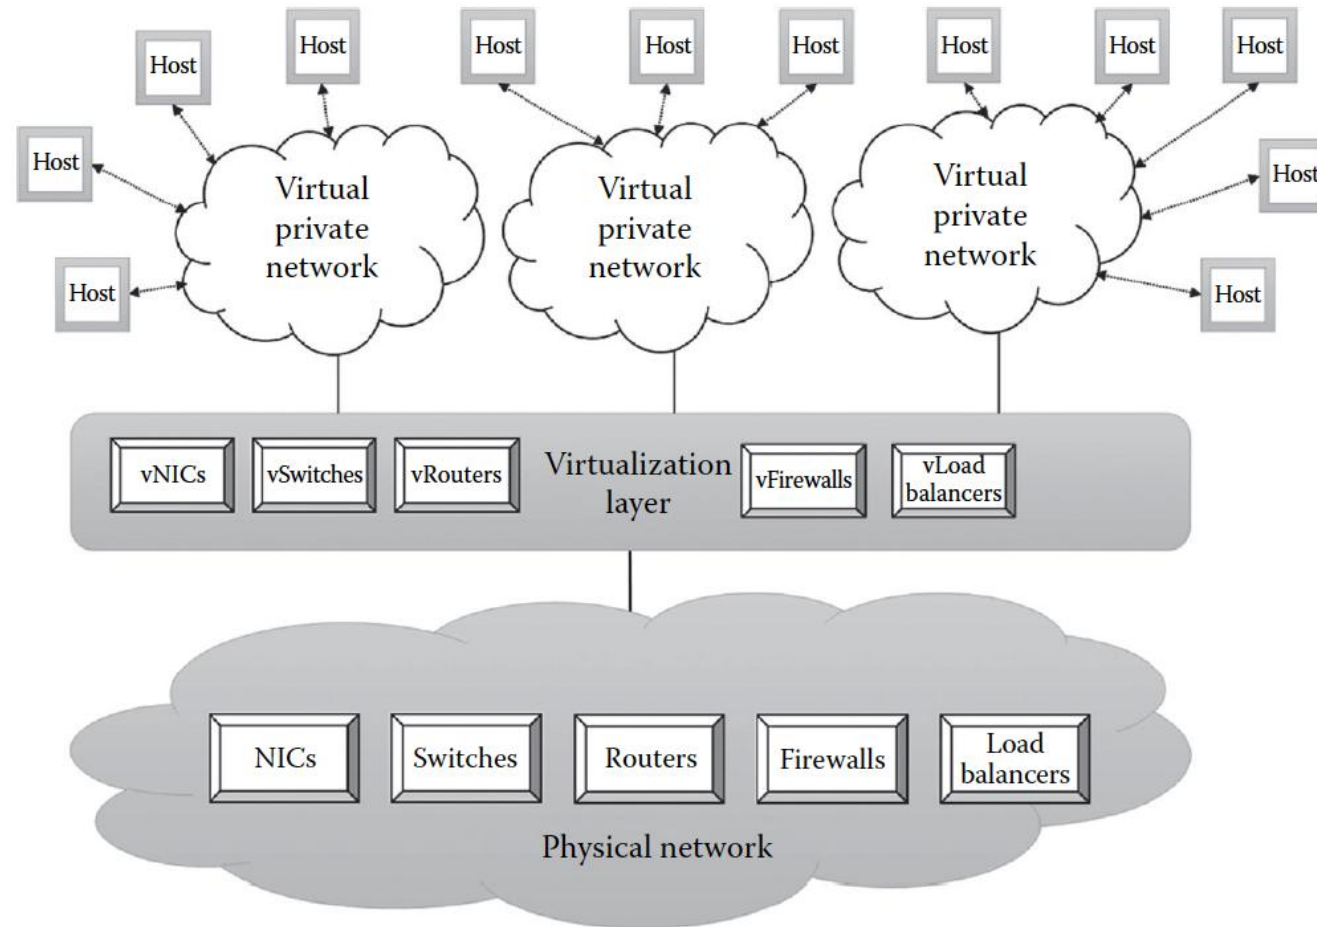 Host
Host
Host
Host
Host
Host
Host
Host
Host
Host
Host
Host
Virtual
private
network
Virtual
private
network
Virtual
private
network
vNICs
vSwitches
vRouters
Virtualization
layer
vFirewalls
vLoad
balancers
NICs
Switches
Routers
Firewalls
Load
balancers
Physical network